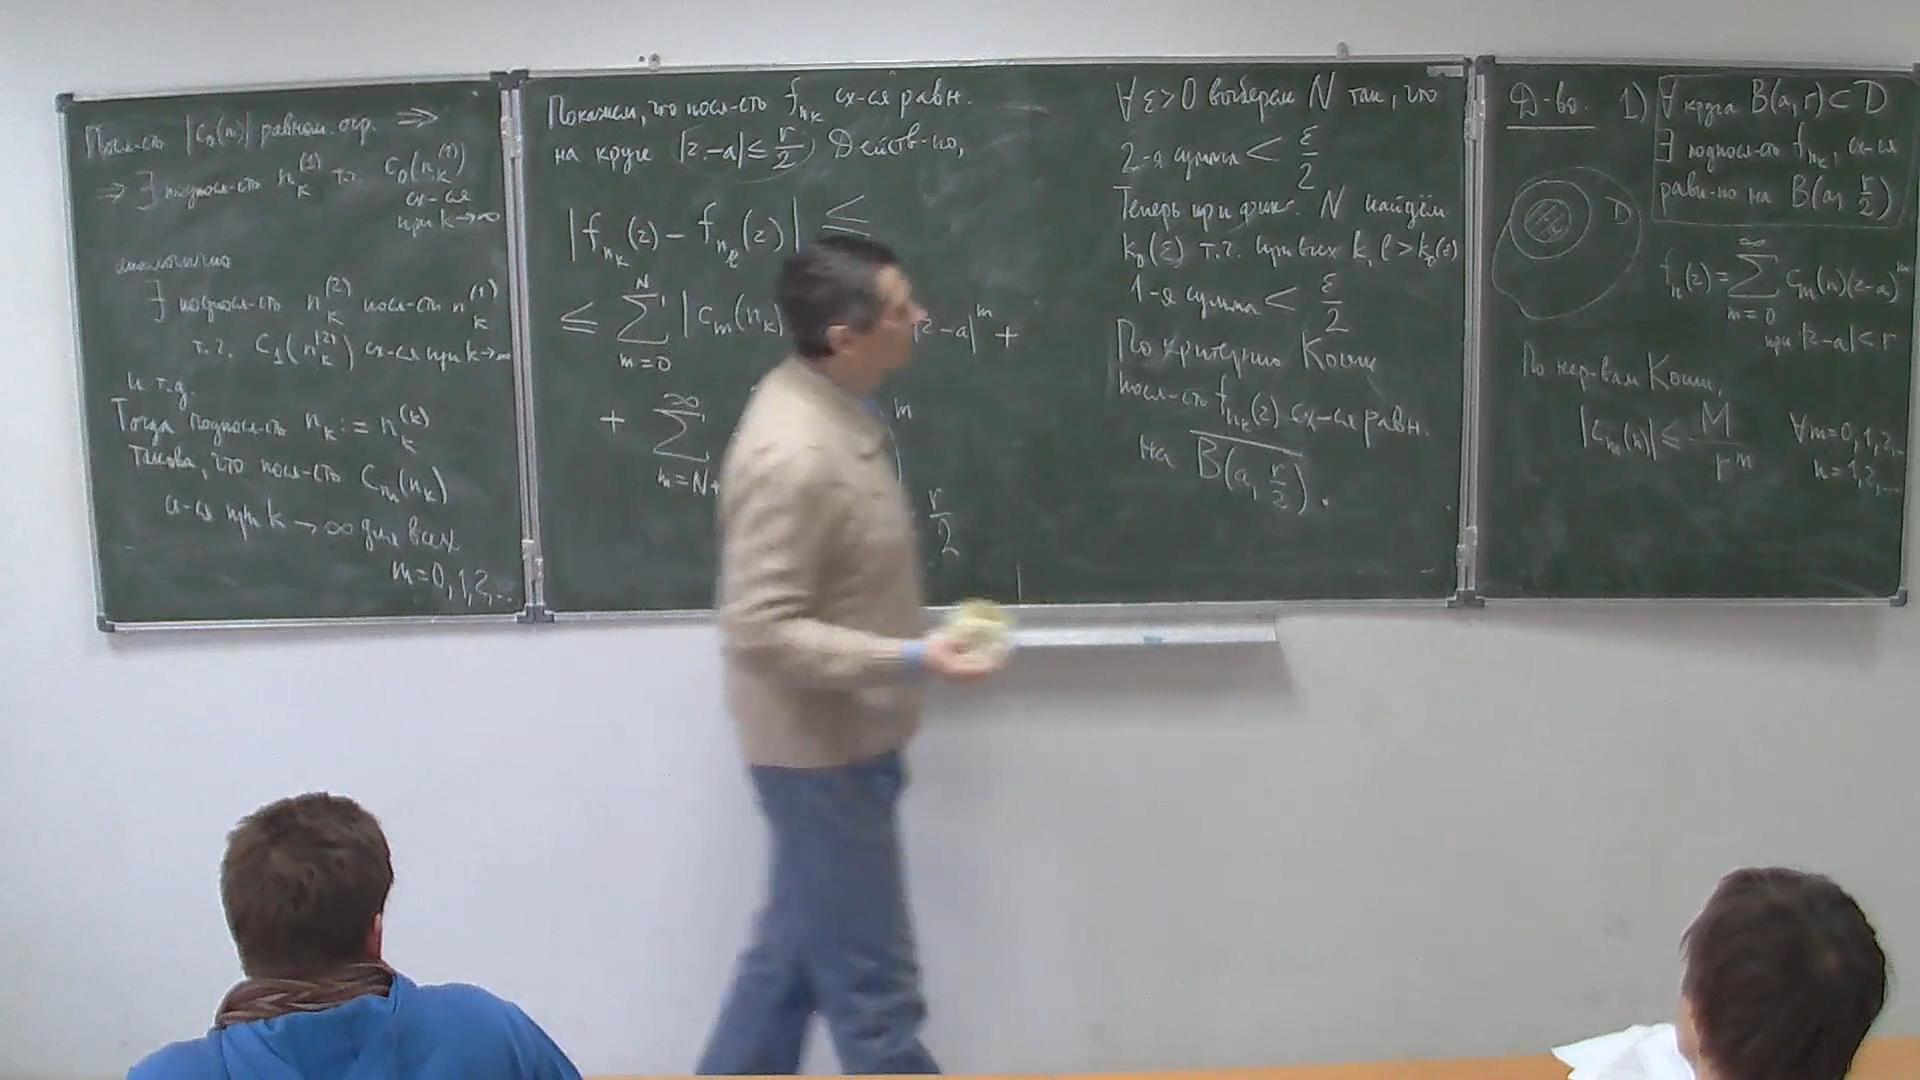 Посл-сть |c₀(n)| равном. огр. ⇒
⇒ ∃ подпосл-сть n_k^{(1)} т.ч. c₀(n_k^{(1)})
сх-ся
при k→∞
аналогично
∃ подпосл-сть n_k^{(2)} посл-сть n_k^{(1)}
т.ч. c₁(n_k^{(2)}) сх-ся при k→∞
и т.д.
Тогда подпосл-сть n_k := n_k^{(k)}
такова, что посл-сть c_m(n_k)
сх-ся при k→∞ для всех
m=0,1,2,...
Покажем, что посл-сть f_{n_k} сх-ся равн.
на круге |z-a| ≤ r/2. Действ-но,
|f_{n_k}(z) - f_{n_l}(z)| ≤
≤ ∑_{m=0}^{N} |c_m(n_k) |z-a|^m +
+ ∑_{m=N+ ^∞ m
r/2
∀ε>0 выберем N так, что
2-я сумма < ε/2
Теперь при фикс. N найдём
k₀(ε) т.ч. при всех k, l > k₀(ε)
1-я сумма < ε/2
По критерию Коши
посл-сть f_{n_k}(z) сх-ся равн.
на \overline{B(a, r/2)}.
Д-во. 1) ∀ круга B(a,r)⊂D
∃ подпосл-сть f_{n_k}, сх-ся
равн-но на B(a, r/2)
D
f_n(z) = ∑_{m=0}^{∞} c_m(n)(z-a)^m
при |z-a|<r
По нер-вам Коши,
|c_m(n)| ≤ M/r^m ∀m=0,1,2,...
n=1,2,...